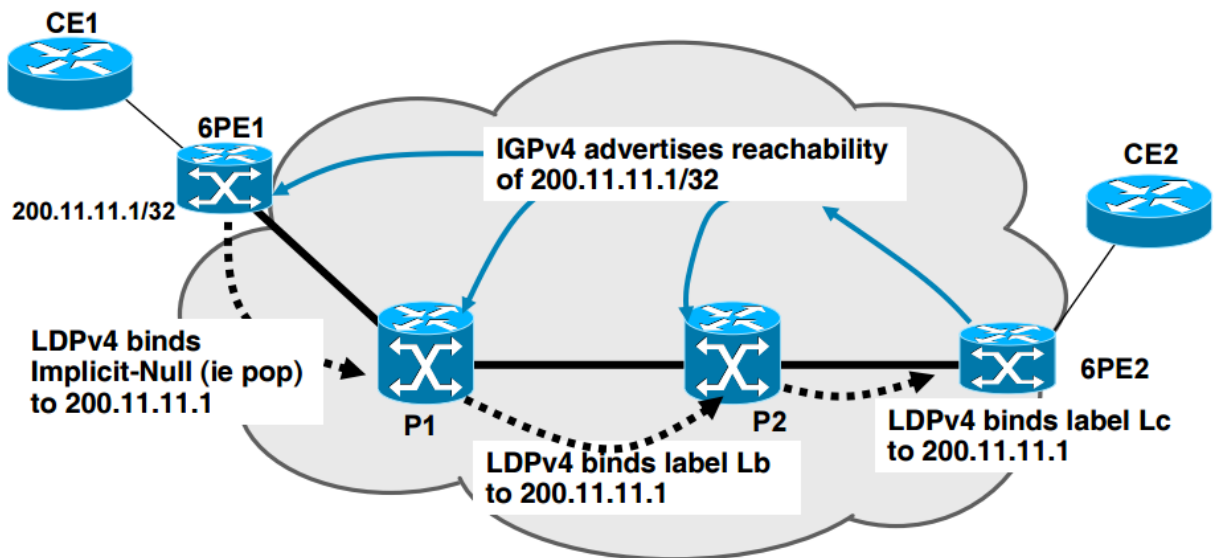 CE1
6PE1
200.11.11.1/32
IGPv4 advertises reachability
of 200.11.11.1/32
CE2
LDPv4 binds
Implicit-Null (ie pop)
to 200.11.11.1
P1
P2
6PE2
LDPv4 binds label Lb
to 200.11.11.1
LDPv4 binds label Lc
to 200.11.11.1